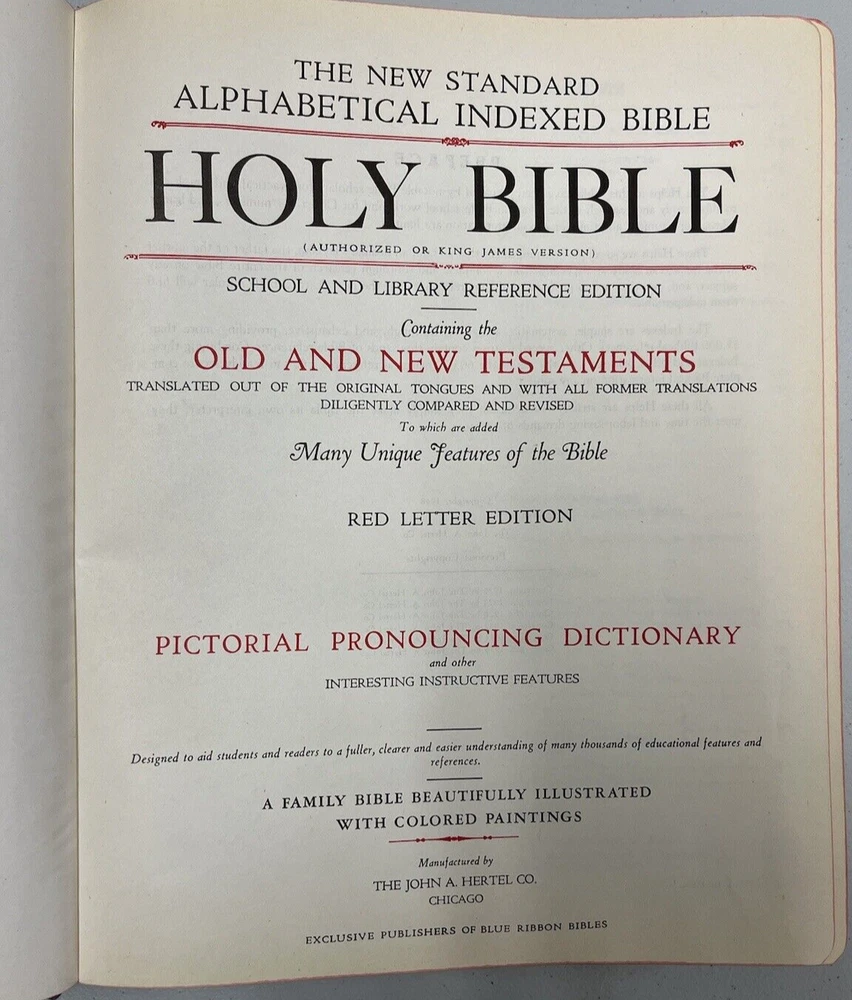 THE NEW STANDARD
ALPHABETICAL INDEXED BIBLE
HOLY BIBLE
(AUTHORIZED OR KING JAMES VERSION)
SCHOOL AND LIBRARY REFERENCE EDITION
Containing the
OLD AND NEW TESTAMENTS
TRANSLATED OUT OF THE ORIGINAL TONGUES AND WITH ALL FORMER TRANSLATIONS
DILIGENTLY COMPARED AND REVISED
To which are added
Many Unique Features of the Bible
RED LETTER EDITION
PICTORIAL PRONOUNCING DICTIONARY
and other
INTERESTING INSTRUCTIVE FEATURES
Designed to aid students and readers to a fuller, clearer and easier understanding of many thousands of educational features and
references.
A FAMILY BIBLE BEAUTIFULLY ILLUSTRATED
WITH COLORED PAINTINGS
Manufactured by
THE JOHN A. HERTEL CO.
CHICAGO
EXCLUSIVE PUBLISHERS OF BLUE RIBBON BIBLES